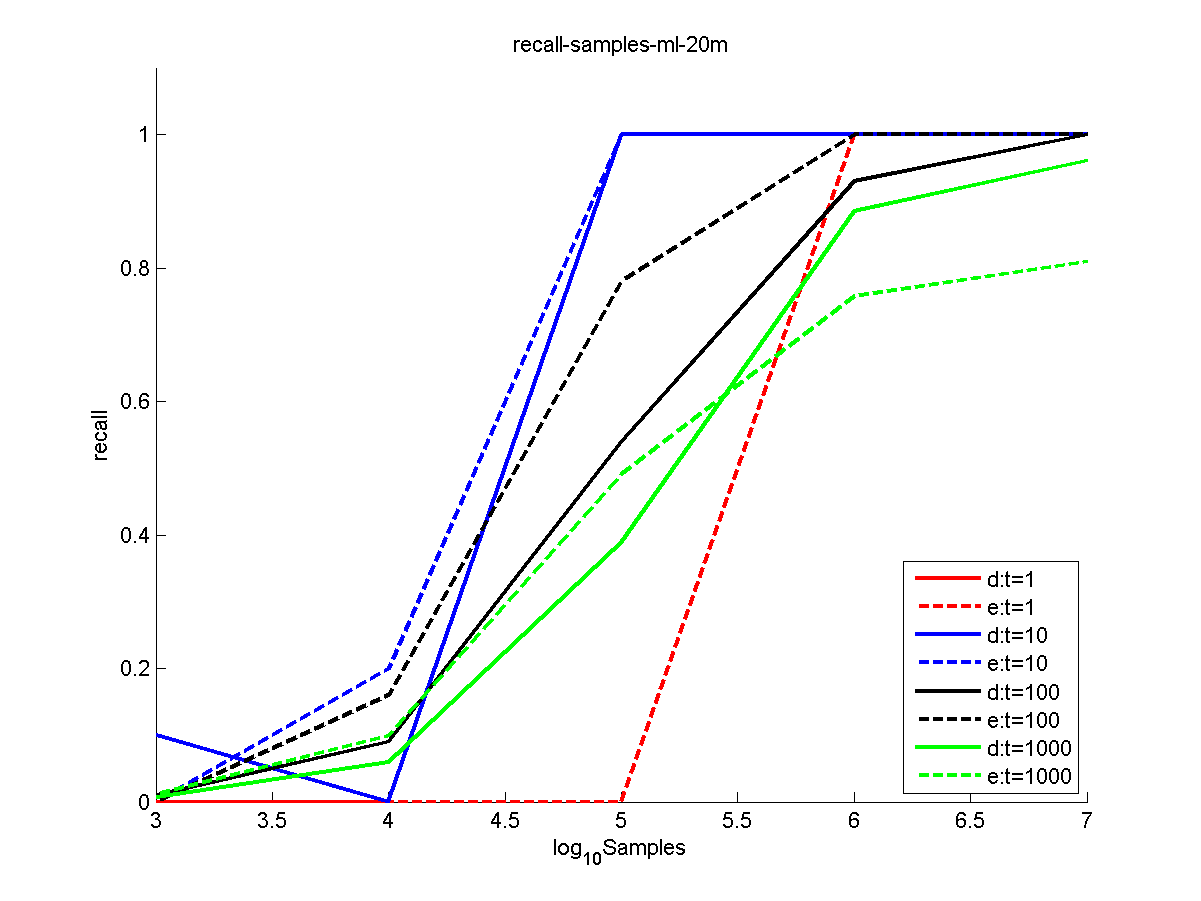 recall-samples-ml-20m
1
0.8
0.6
0.4
0.2
0
recall
3 3.5 4 4.5 5 5.5 6 6.5 7
log10Samples
d:t=1
e:t=1
d:t=10
e:t=10
d:t=100
e:t=100
d:t=1000
e:t=1000